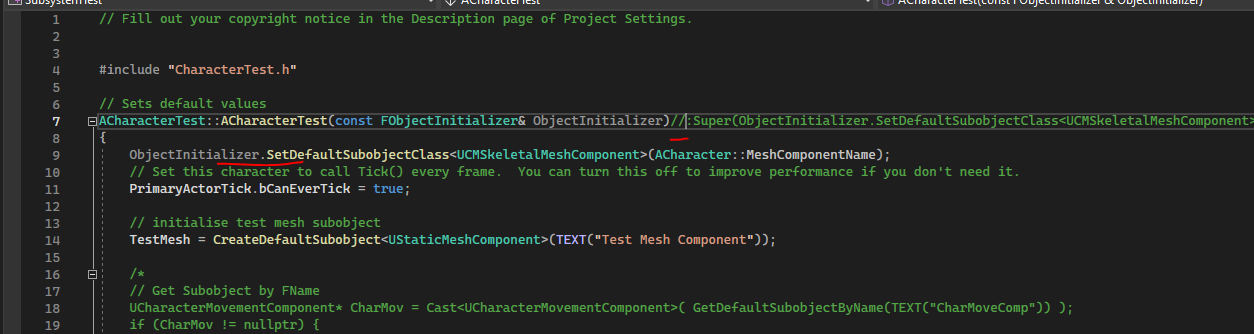 SubsystemTest ACharacterTest ACharacterTest(const FObjectInitializer & ObjectInitializer)
1 // Fill out your copyright notice in the Description page of Project Settings.
2
3
4 #include "CharacterTest.h"
5
6 // Sets default values
7 ACharacterTest::ACharacterTest(const FObjectInitializer& ObjectInitializer)//:Super(ObjectInitializer.SetDefaultSubobjectClass<UCMSkeletalMeshComponent>
8 {
9 ObjectInitializer.SetDefaultSubobjectClass<UCMSkeletalMeshComponent>(ACharacter::MeshComponentName);
10 // Set this character to call Tick() every frame.  You can turn this off to improve performance if you don't need it.
11 PrimaryActorTick.bCanEverTick = true;
12
13 // initialise test mesh subobject
14 TestMesh = CreateDefaultSubobject<UStaticMeshComponent>(TEXT("Test Mesh Component"));
15
16 /*
17 // Get Subobject by FName
18 UCharacterMovementComponent* CharMov = Cast<UCharacterMovementComponent>( GetDefaultSubobjectByName(TEXT("CharMoveComp")) );
19 if (CharMov != nullptr) {